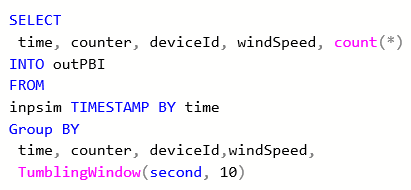 SELECT
time, counter, deviceId, windSpeed, count(*)
INTO outPBI
FROM
inpsim TIMESTAMP BY time
Group BY
time, counter, deviceId,windSpeed,
TumblingWindow(second, 10)